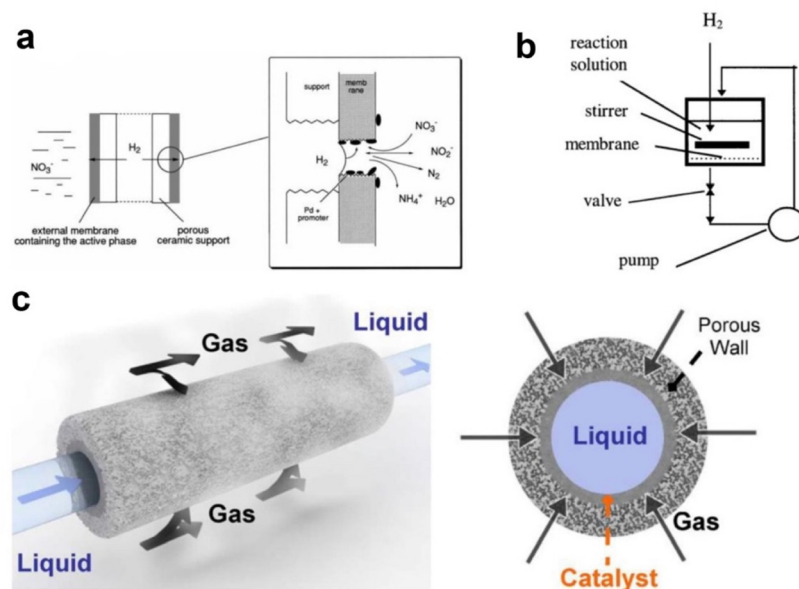 a
NO₃⁻
H₂
external membrane
containing the active phase
porous
ceramic support
support
memb
rane
H₂
NO₃⁻
NO₂⁻
N₂
NH₄⁺
H₂O
Pd +
promoter
b
H₂
reaction
solution
stirrer
membrane
valve
pump
c
Gas
Liquid
Gas
Liquid
Porous
Wall
Liquid
Gas
Catalyst